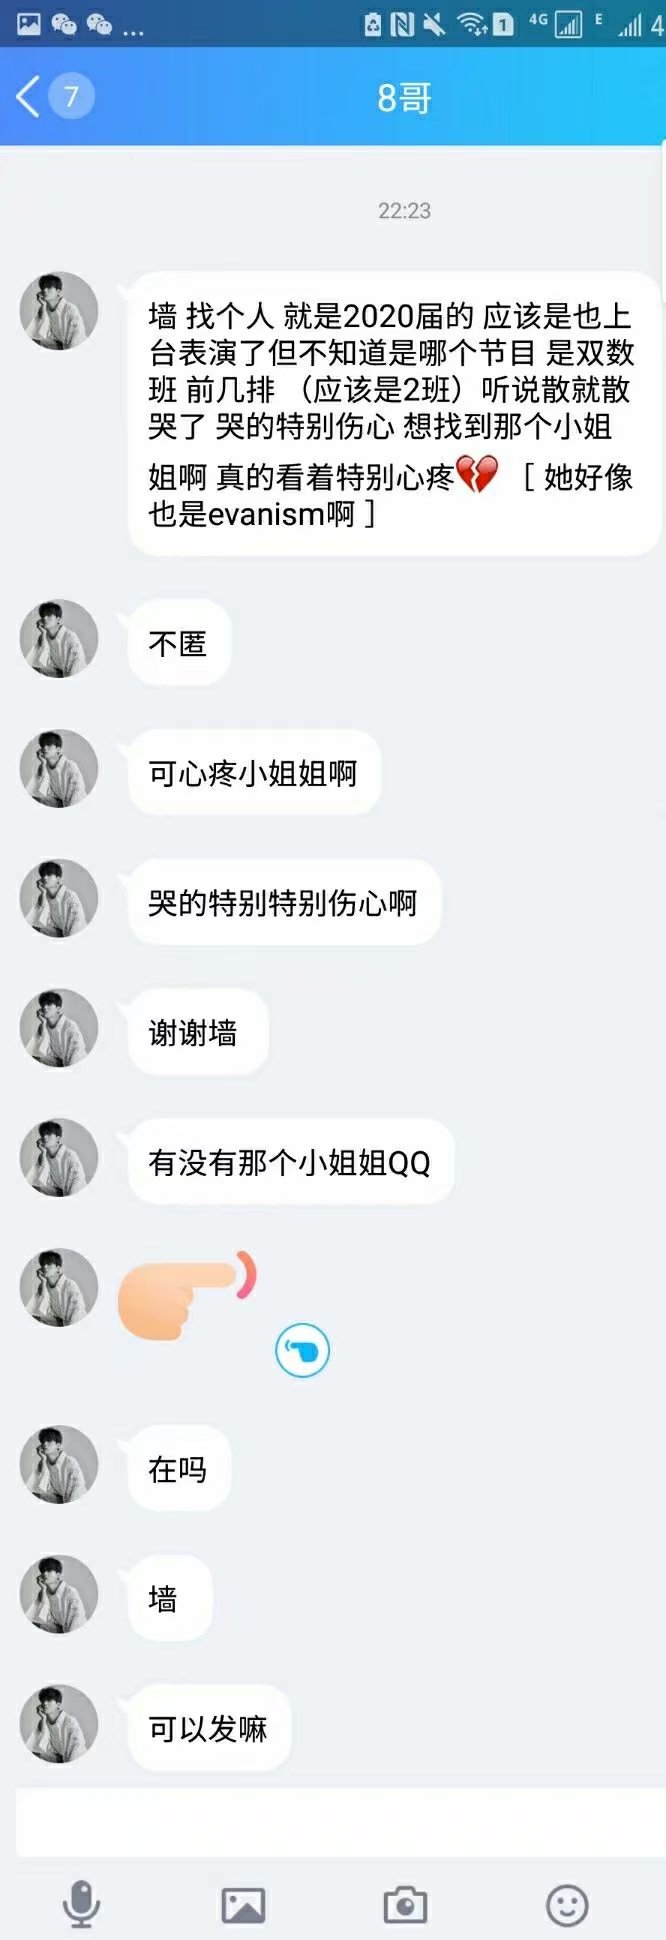 ... 1 4G E 4
7
8哥
22:23
墙 找个人 就是2020届的 应该是也上
台表演了但不知道是哪个节目 是双数
班 前几排 （应该是2班）听说散就散
哭了 哭的特别伤心 想找到那个小姐
姐啊 真的看着特别心疼💔 [ 她好像
也是evanism啊 ]
不匿
可心疼小姐姐啊
哭的特别特别伤心啊
谢谢墙
有没有那个小姐姐QQ
在吗
墙
可以发嘛